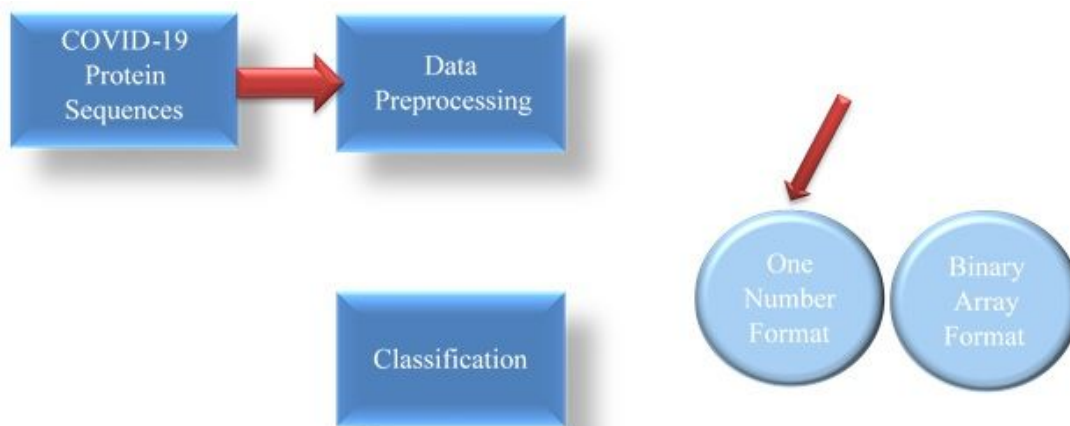 COVID-19
Protein
Sequences
Data
Preprocessing
One
Number
Format
Binary
Array
Format
Classification